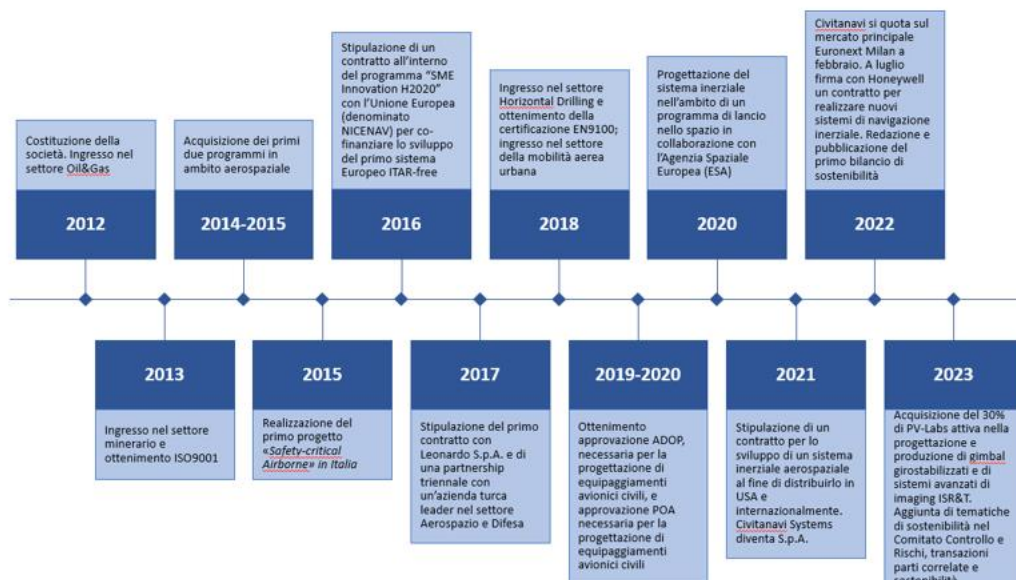 Costituzione della
società. Ingresso nel
settore Oil&Gas
2012
Acquisizione dei primi
due programmi in
ambito aerospaziale
2014-2015
Stipulazione di un
contratto all'interno
del programma “SME
Innovation H2020”
con l'Unione Europea
(denominato
NICENAV) per co-
finanziare lo sviluppo
del primo sistema
Europeo ITAR-free
2016
Ingresso nel settore
Horizontal Drilling e
ottenimento della
certificazione EN9100;
ingresso nel settore
della mobilità aerea
urbana
2018
Progettazione del
sistema inerziale
nell'ambito di un
programma di lancio
nello spazio in
collaborazione con
l'Agenzia Spaziale
Europea (ESA)
2020
Civitanavi si quota sul
mercato principale
Euronext Milan a
febbraio. A luglio
firma con Honeywell
un contratto per
realizzare nuovi
sistemi di navigazione
inerziale. Redazione e
pubblicazione del
primo bilancio di
sostenibilità
2022
2013
Ingresso nel settore
minerario e
ottenimento ISO9001
2015
Realizzazione del
primo progetto
«Safety-critical
Airborne» in Italia
2017
Stipulazione del primo
contratto con
Leonardo S.p.A. e di
una partnership
triennale con
un'azienda turca
leader nel settore
Aerospazio e Difesa
2019-2020
Ottenimento
approvazione ADOP,
necessaria per la
progettazione di
equipaggiamenti
avionici civili, e
approvazione POA
necessaria per la
progettazione di
equipaggiamenti
avionici civili
2021
Stipulazione di un
contratto per lo
sviluppo di un sistema
inerziale aerospaziale
al fine di distribuirlo in
USA e
internazionalmente.
Civitanavi Systems
diventa S.p.A.
2023
Acquisizione del 30%
di PV-Labs attiva nella
progettazione e
produzione di gimbal
girostabilizzati e di
sistemi avanzati di
imaging ISR&T.
Aggiunta di tematiche
di sostenibilità nel
Comitato Controllo e
Rischi, transazioni
parti correlate e
sostenibilità